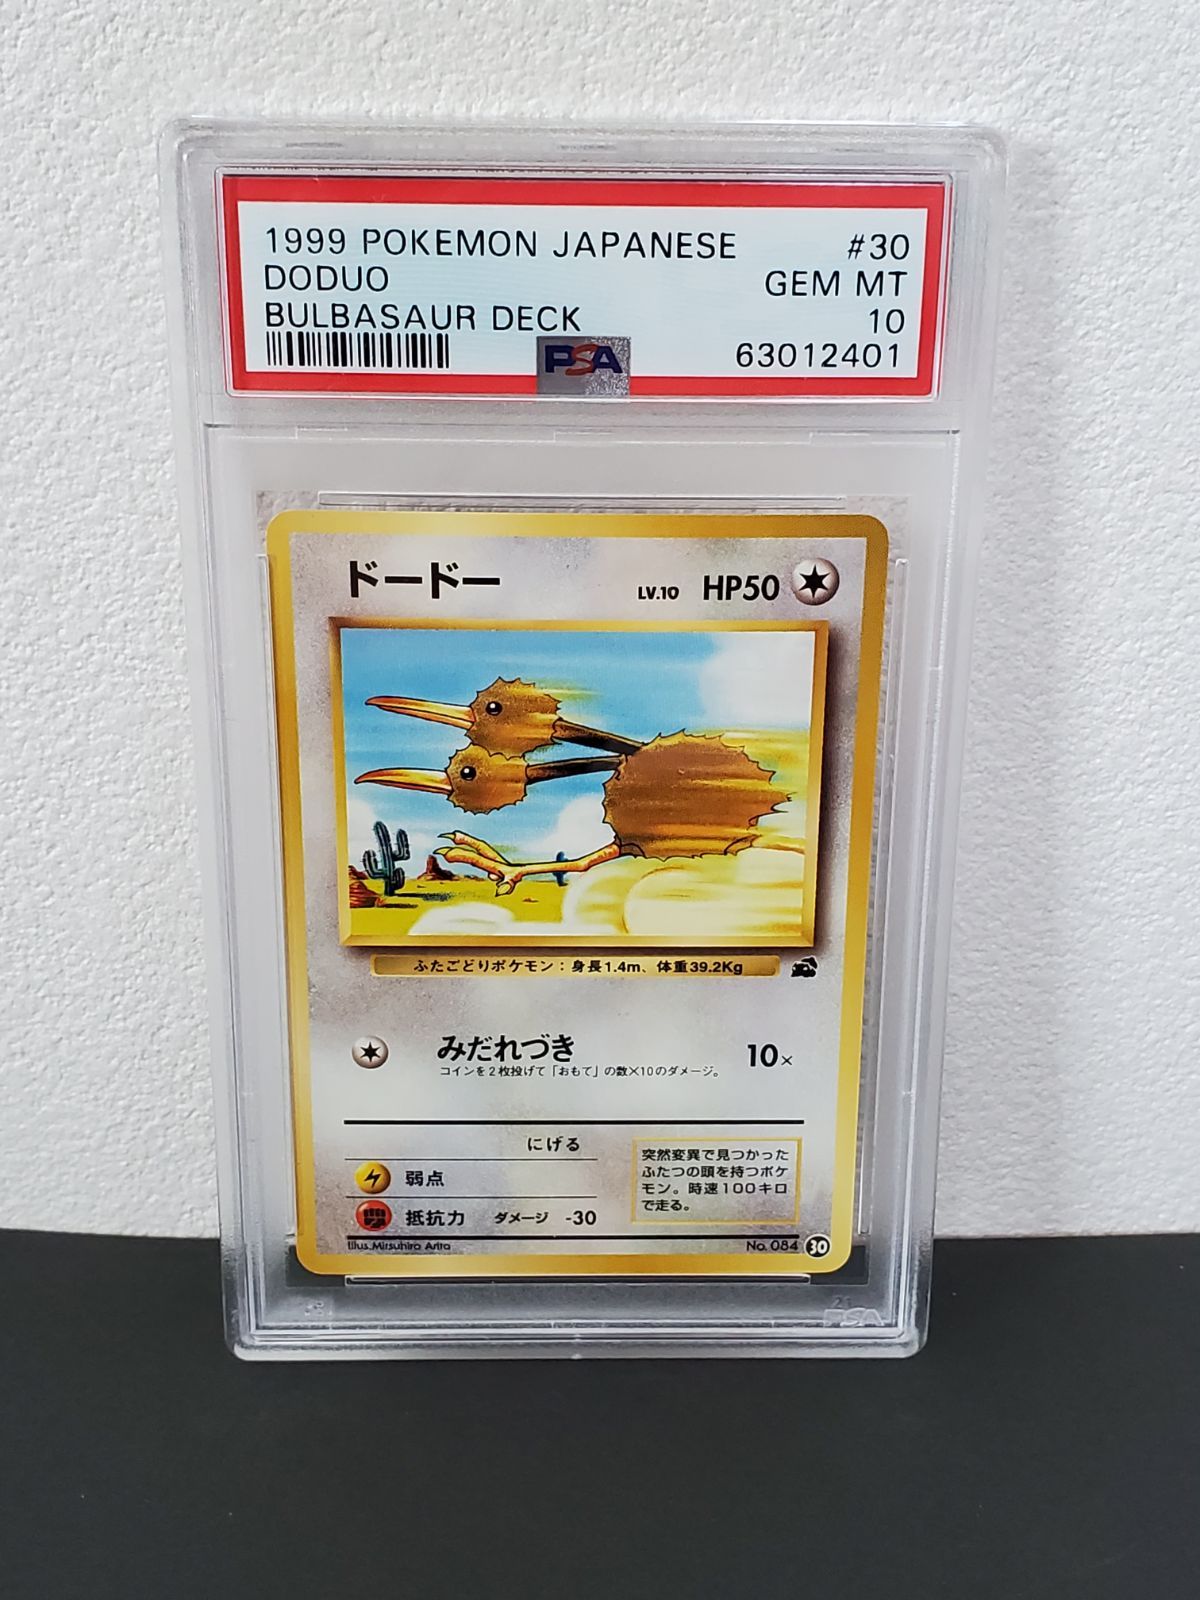 1999 POKEMON JAPANESE #30
DODUO GEM MT
BULBASAUR DECK 10
PSA 63012401
ドードー LV.10 HP50
ふたごどりポケモン：身長1.4m、体重39.2Kg
みだれづき 10×
コインを2枚投げて「おもて」の数×10のダメージ。
にげる
弱点
抵抗力 ダメージ -30
突然変異で見つかった
ふたつの頭を持つポケ
モン。時速100キロ
で走る。
Illus.Mitsuhiro Arita No. 084 30
PSA